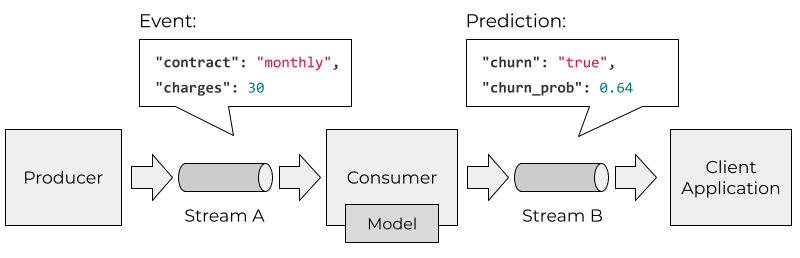 Event:
"contract": "monthly",
"charges": 30
Prediction:
"churn": "true",
"churn_prob": 0.64
Producer
Stream A
Consumer
Model
Stream B
Client
Application